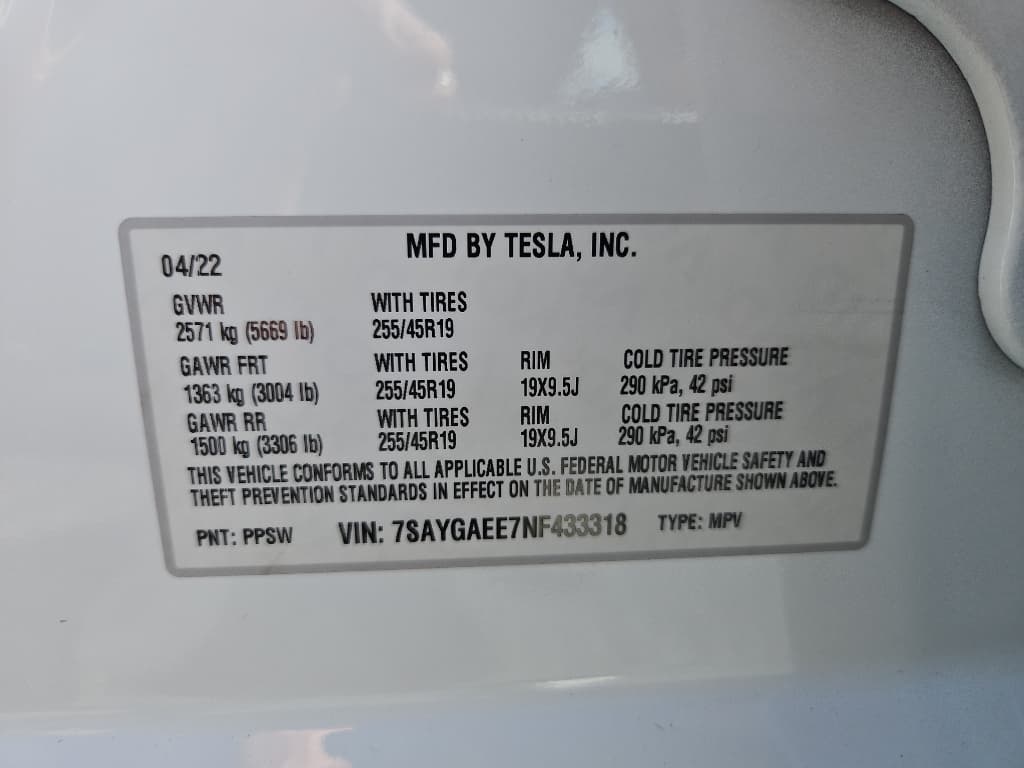 MFD BY TESLA, INC.
04/22
GVWR WITH TIRES
2571 kg (5669 lb) 255/45R19
GAWR FRT WITH TIRES RIM COLD TIRE PRESSURE
1363 kg (3004 lb) 255/45R19 19X9.5J 290 kPa, 42 psi
GAWR RR WITH TIRES RIM COLD TIRE PRESSURE
1500 kg (3306 lb) 255/45R19 19X9.5J 290 kPa, 42 psi
THIS VEHICLE CONFORMS TO ALL APPLICABLE U.S. FEDERAL MOTOR VEHICLE SAFETY AND
THEFT PREVENTION STANDARDS IN EFFECT ON THE DATE OF MANUFACTURE SHOWN ABOVE.
PNT: PPSW VIN: 7SAYGAEE7NF433318 TYPE: MPV